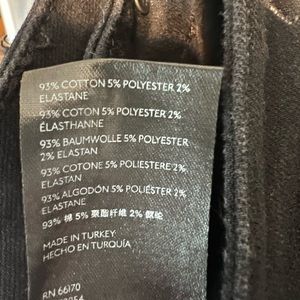 93% COTTON 5% POLYESTER 2%
ELASTANE
93% COTON 5% POLYESTER 2%
ÉLASTHANNE
93% BAUMWOLLE 5% POLYESTER
2% ELASTAN
93% COTONE 5% POLIESTERE 2%
ELASTAN
93% ALGODÓN 5% POLIÉSTER 2%
ELASTANE
93% 棉 5% 聚酯纤维 2% 氨纶
MADE IN TURKEY
HECHO EN TURQUÍA
RN 66170